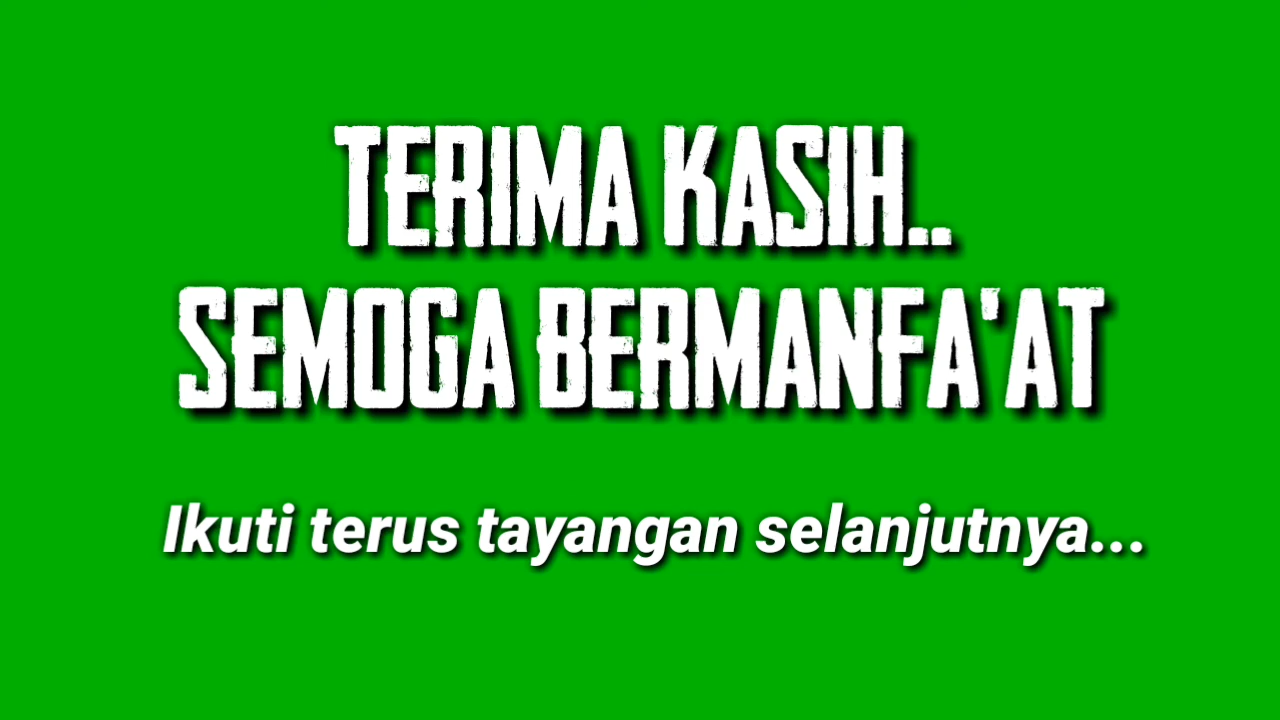 TERIMA KASIH..
SEMOGA BERMANFA'AT
Ikuti terus tayangan selanjutnya...